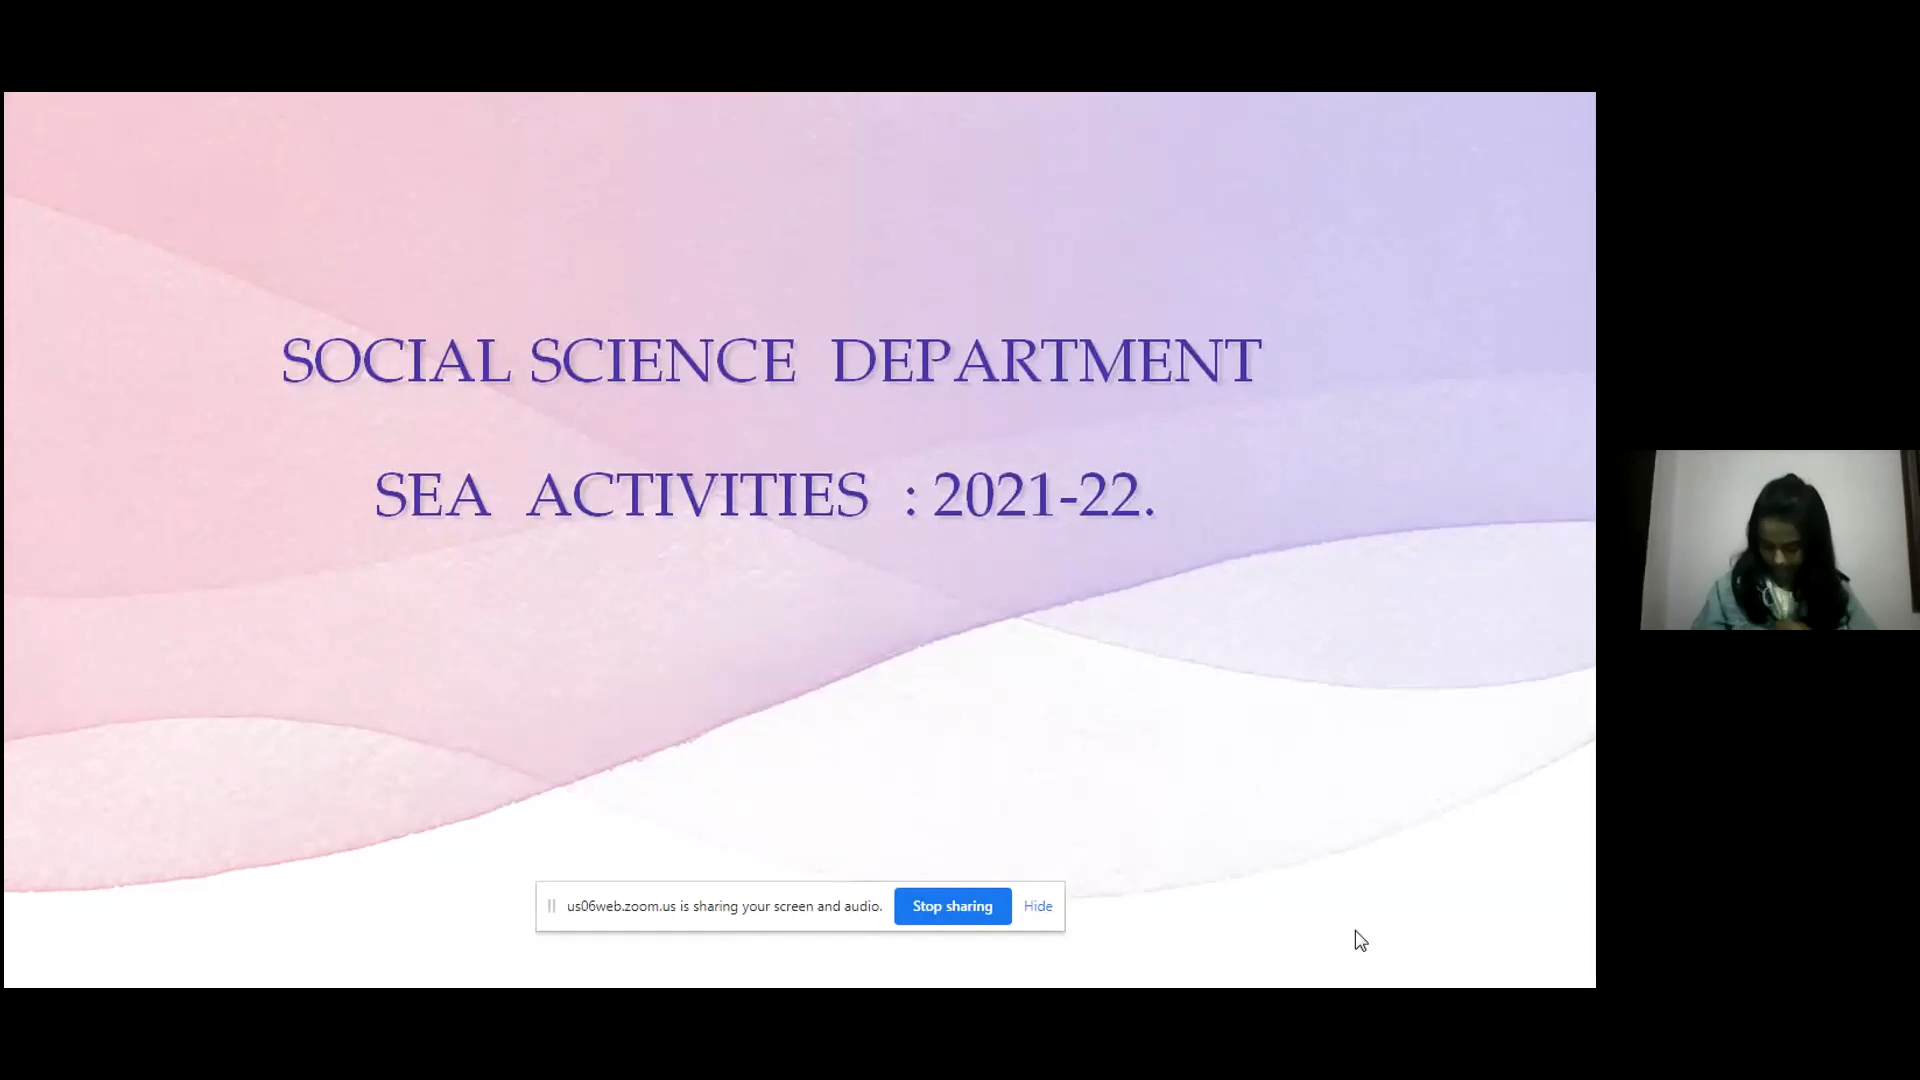 SOCIAL SCIENCE DEPARTMENT
SEA ACTIVITIES : 2021-22.
us06web.zoom.us is sharing your screen and audio. Stop sharing Hide